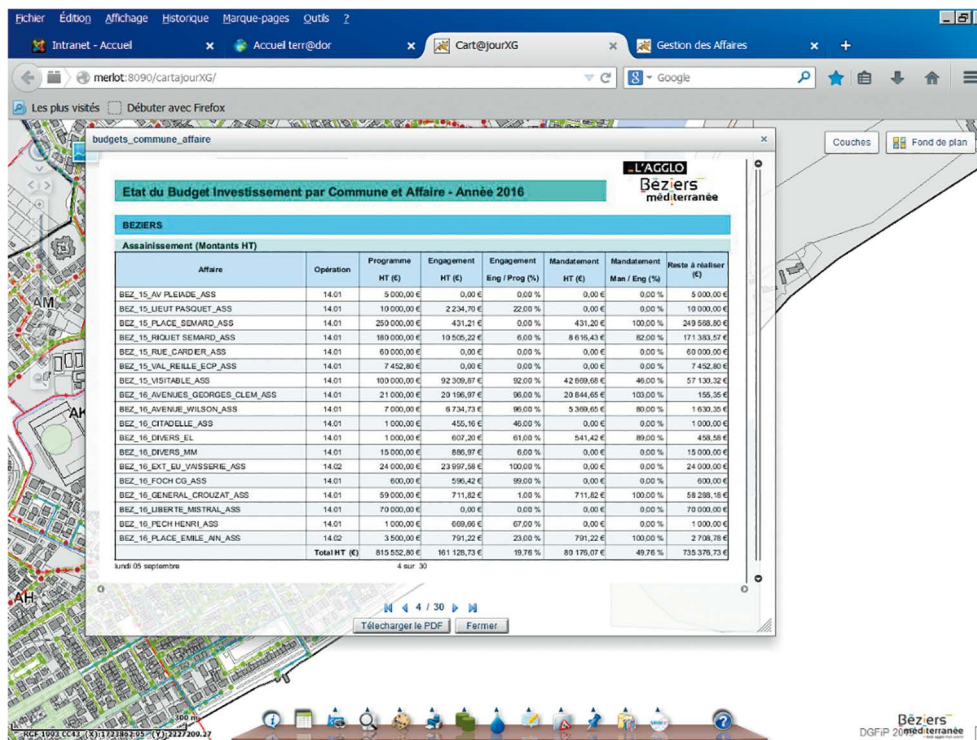 Fichier Édition Affichage Historique Marque-pages Outils ?
Intranet - Accueil × Accueil terr@dor × Cart@jourXG × Gestion des Affaires × +
merlot:8090/cartajourXG/ Google
Les plus visités Débuter avec Firefox
budgets_commune_affaire ×
Couches Fond de plan
L'AGGLO
Béziers
méditerranée
Etat du Budget Investissement par Commune et Affaire - Année 2016
BEZIERS
Assainissement (Montants HT)
Affaire Opération Programme HT (€) Engagement HT (€) Engagement Eng / Prog (%) Mandatement HT (€) Mandatement Man / Eng (%) Reste à réaliser (€)
BEZ_15_AV PLEIADE_ASS 14.01 5 000,00 € 0,00 € 0,00 % 0,00 € 0,00 % 5 000,00 €
BEZ_15_LIEUT PASQUET_ASS 14.01 10 000,00 € 2 234,70 € 22,00 % 0,00 € 0,00 % 10 000,00 €
BEZ_15_PLACE_SEMARD_ASS 14.01 250 000,00 € 431,21 € 0,00 % 431,20 € 100,00 % 249 568,80 €
BEZ_15_RIQUET SEMARD_ASS 14.01 180 000,00 € 10 505,22 € 6,00 % 8 616,43 € 82,00 % 171 383,57 €
BEZ_15_RUE_CARDIER_ASS 14.01 60 000,00 € 0,00 € 0,00 % 0,00 € 0,00 % 60 000,00 €
BEZ_15_VAL_REILLE_ECP_ASS 14.01 7 452,80 € 0,00 € 0,00 % 0,00 € 0,00 % 7 452,80 €
BEZ_15_VISITABLE_ASS 14.01 100 000,00 € 92 309,87 € 92,00 % 42 869,68 € 46,00 % 57 130,32 €
BEZ_16_AVENUES_GEORGES_CLEM_ASS 14.01 21 000,00 € 20 196,97 € 96,00 % 20 844,65 € 103,00 % 155,35 €
BEZ_16_AVENUE_WILSON_ASS 14.01 7 000,00 € 6 734,73 € 96,00 % 5 369,65 € 80,00 % 1 630,35 €
BEZ_16_CITADELLE_ASS 14.01 1 000,00 € 455,16 € 46,00 % 0,00 € 0,00 % 1 000,00 €
BEZ_16_DIVERS_EL 14.01 1 000,00 € 607,20 € 61,00 % 541,42 € 89,00 % 458,58 €
BEZ_16_DIVERS_MM 14.01 15 000,00 € 886,97 € 6,00 % 0,00 € 0,00 % 15 000,00 €
BEZ_16_EXT_EU_VAISSERIE_ASS 14.02 24 000,00 € 23 997,58 € 100,00 % 0,00 € 0,00 % 24 000,00 €
BEZ_16_FOCH CG_ASS 14.01 600,00 € 596,42 € 99,00 % 0,00 € 0,00 % 600,00 €
BEZ_16_GENERAL_CROUZAT_ASS 14.01 59 000,00 € 711,82 € 1,00 % 711,82 € 100,00 % 58 288,18 €
BEZ_16_LIBERTE_MISTRAL_ASS 14.01 70 000,00 € 0,00 € 0,00 % 0,00 € 0,00 % 70 000,00 €
BEZ_16_PECH HENRI_ASS 14.01 1 000,00 € 669,66 € 67,00 % 0,00 € 0,00 % 1 000,00 €
BEZ_16_PLACE_EMILE_AIN_ASS 14.02 3 500,00 € 791,22 € 23,00 % 791,22 € 100,00 % 2 708,78 €
Total HT (€) 815 552,80 € 161 128,73 € 19,76 % 80 176,07 € 49,76 % 735 376,73 €
lundi 05 septembre 4 sur 30
4 / 30
Télécharger le PDF Fermer
AM
AK
AH
300 m
RGF 1993 CC43 (X):1723862.95 (Y):2227209.27
DGFiP
Béziers
méditerranée